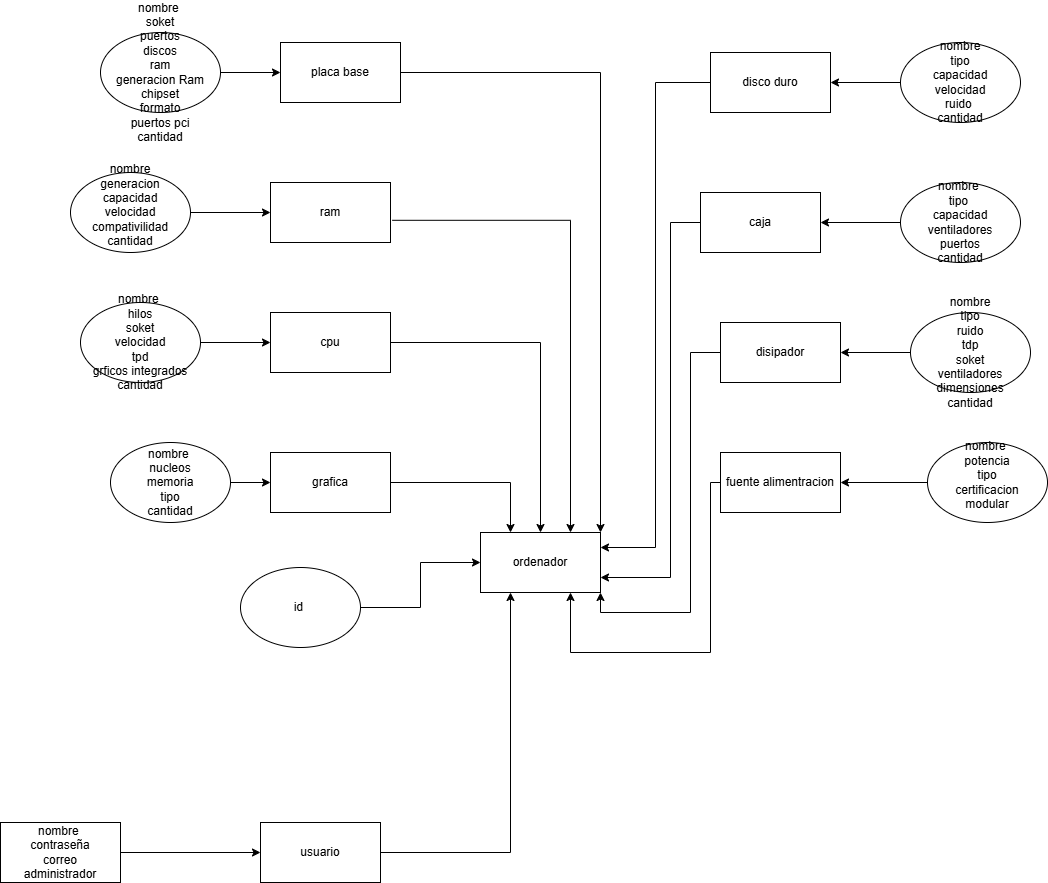 nombre
soket
puertos
discos
ram
generacion Ram
chipset
formato
puertos pci
cantidad
placa base
disco duro
nombre
tipo
capacidad
velocidad
ruido
cantidad
nombre
generacion
capacidad
velocidad
compativilidad
cantidad
ram
caja
nombre
tipo
capacidad
ventiladores
puertos
cantidad
nombre
hilos
soket
velocidad
tpd
grficos integrados
cantidad
cpu
disipador
nombre
tipo
ruido
tdp
soket
ventiladores
dimensiones
cantidad
nombre
nucleos
memoria
tipo
cantidad
grafica
fuente alimentracion
nombre
potencia
tipo
certificacion
modular
ordenador
id
nombre
contraseña
correo
administrador
usuario